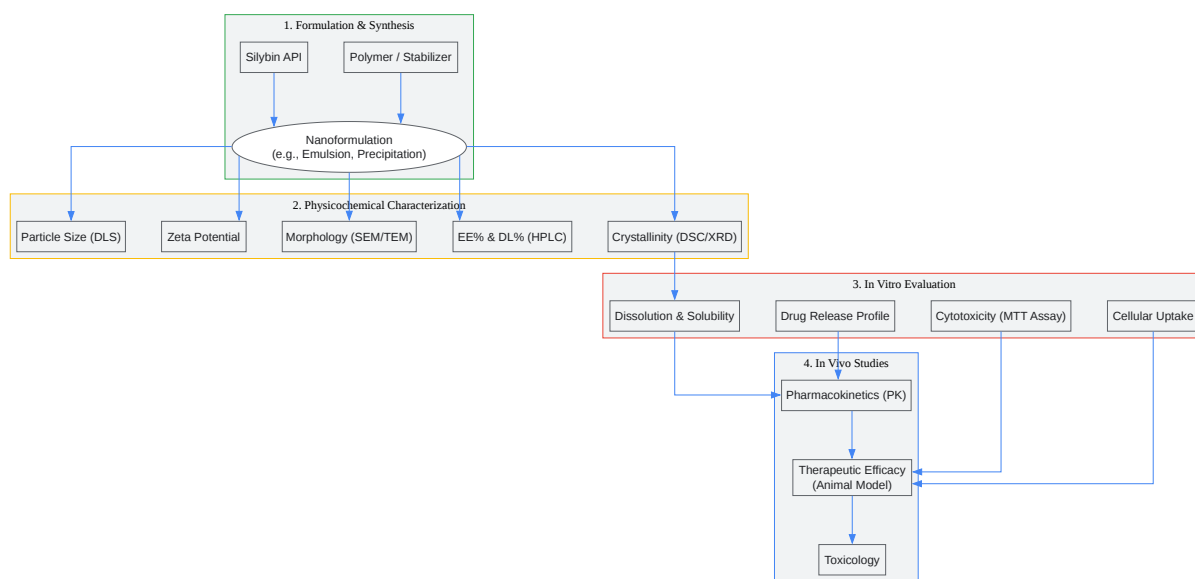 1. Formulation & Synthesis
Silybin API
Polymer / Stabilizer
Nanoformulation
(e.g., Emulsion, Precipitation)
2. Physicochemical Characterization
Particle Size (DLS)
Zeta Potential
Morphology (SEM/TEM)
EE% & DL% (HPLC)
Crystallinity (DSC/XRD)
3. In Vitro Evaluation
Dissolution & Solubility
Drug Release Profile
Cytotoxicity (MTT Assay)
Cellular Uptake
4. In Vivo Studies
Pharmacokinetics (PK)
Therapeutic Efficacy
(Animal Model)
Toxicology